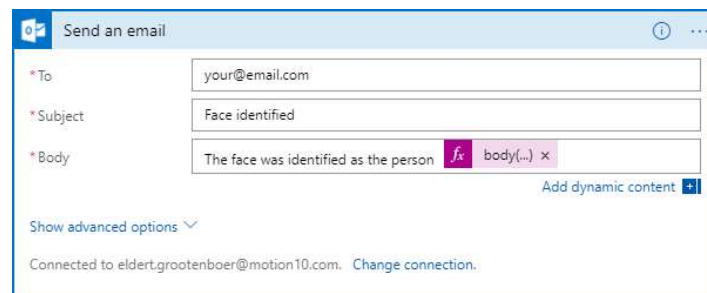 Send an email
*To your@email.com
*Subject Face identified
*Body The face was identified as the person fx body(...) ×
Add dynamic content
Show advanced options
Connected to eldert.grootenboer@motion10.com. Change connection.